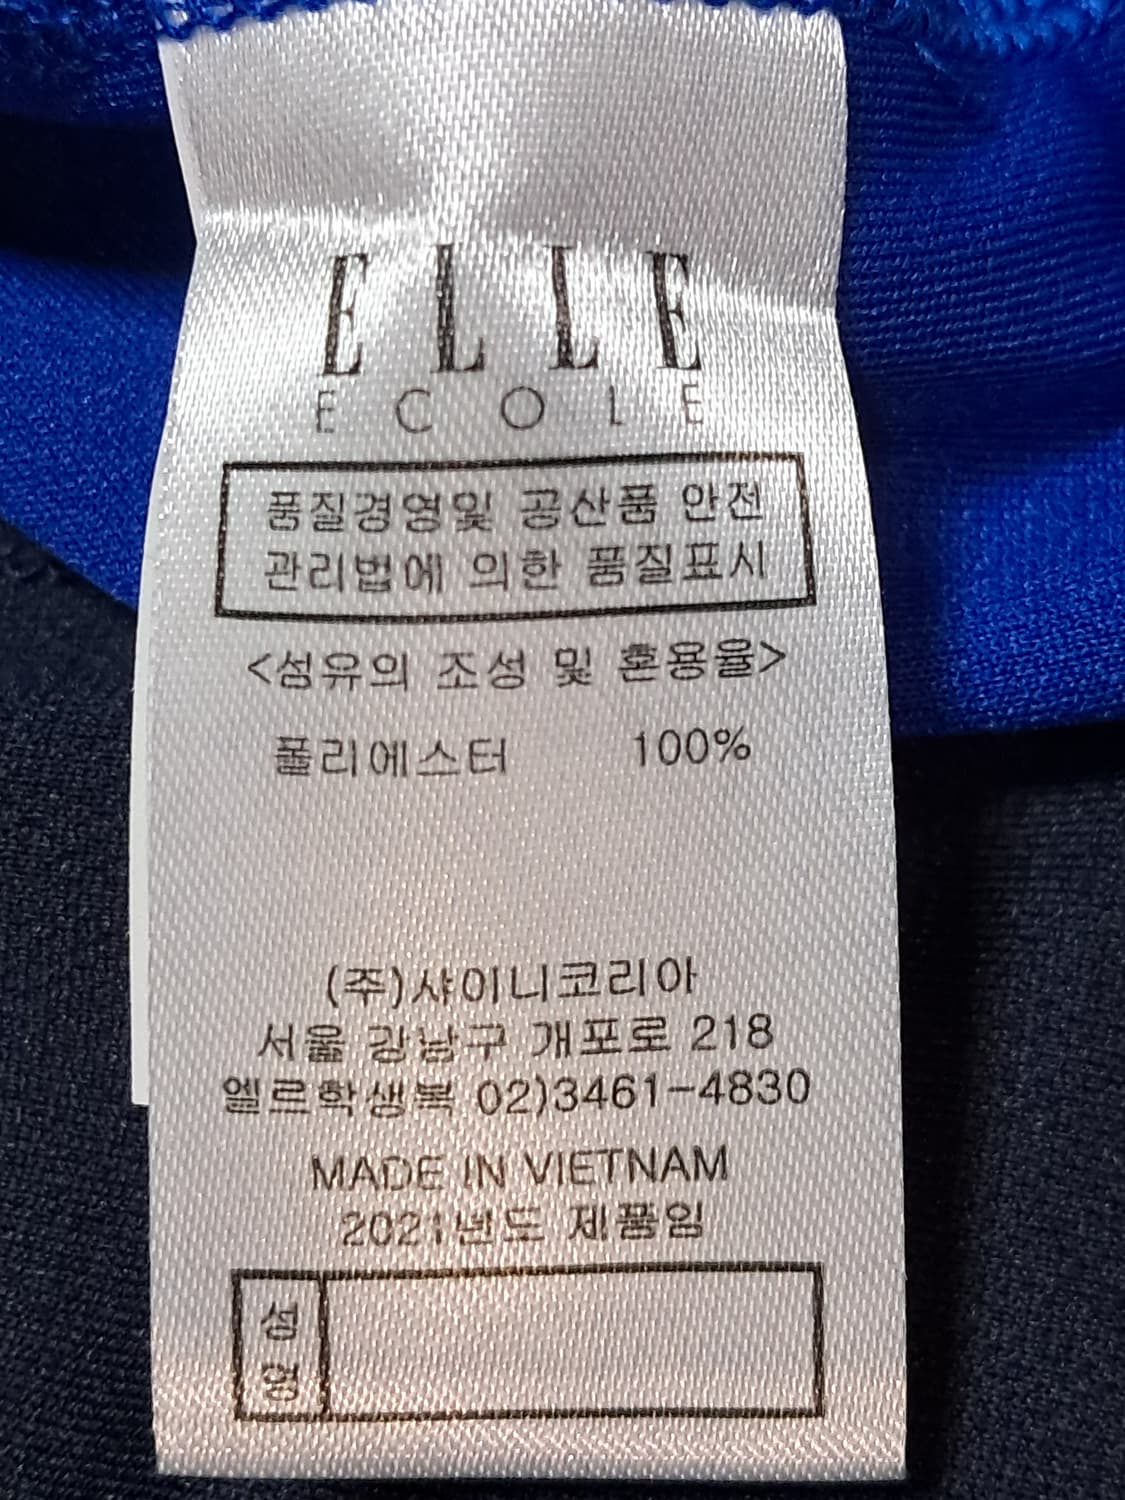 ELLE
ECOLE
품질경영및 공산품 안전
관리법에 의한 품질표시
<섬유의 조성 및 혼용율>
폴리에스터 100%
(주)샤이니코리아
서울 강남구 개포로 218
엘르학생복 02)3461-4830
MADE IN VIETNAM
2021년도 제품임
성
명